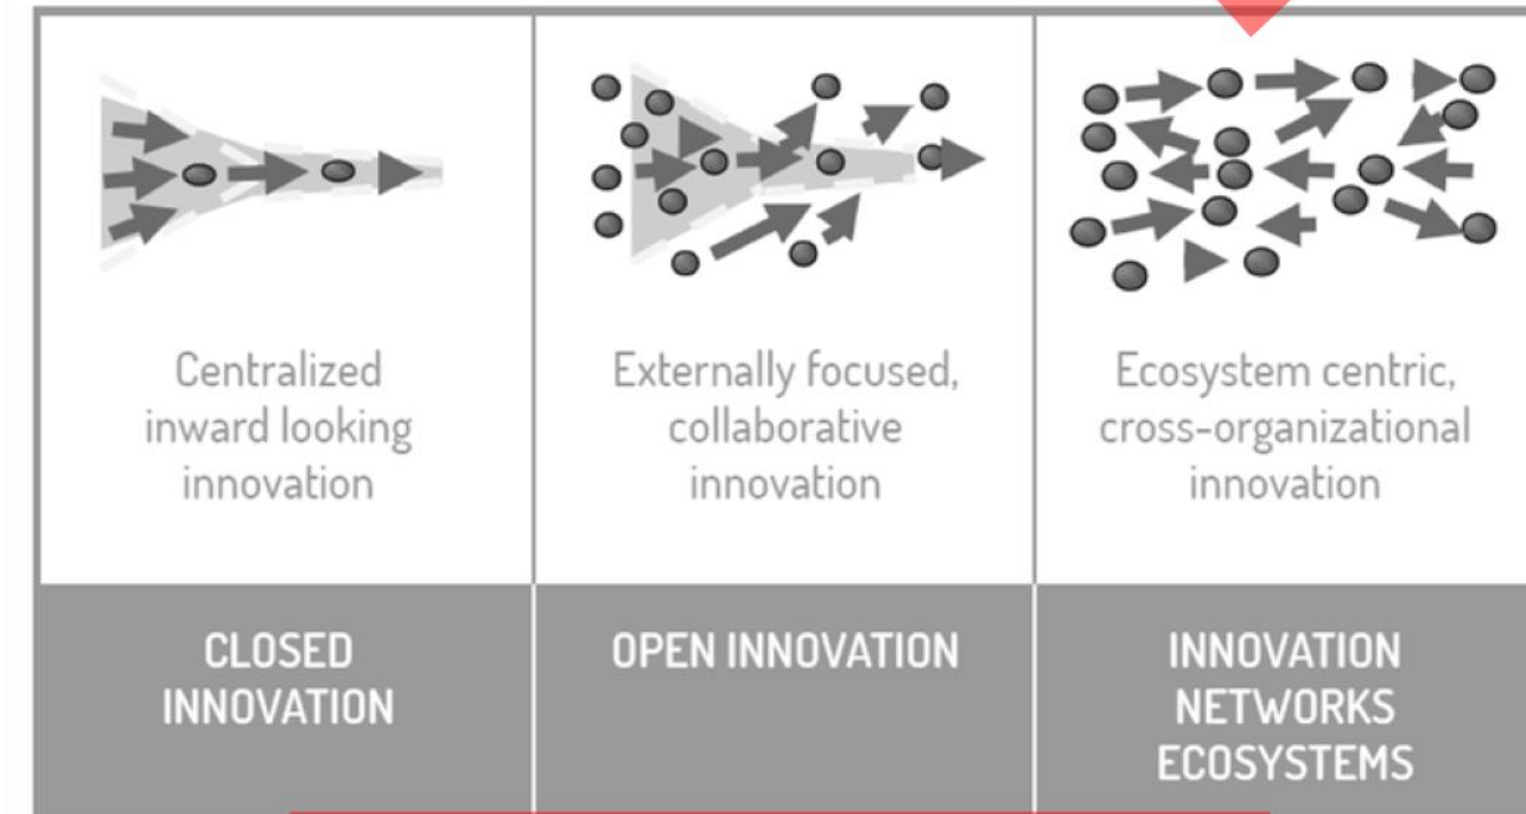 Centralized
inward looking
innovation
Externally focused,
collaborative
innovation
Ecosystem centric,
cross-organizational
innovation
CLOSED
INNOVATION
OPEN INNOVATION
INNOVATION
NETWORKS
ECOSYSTEMS